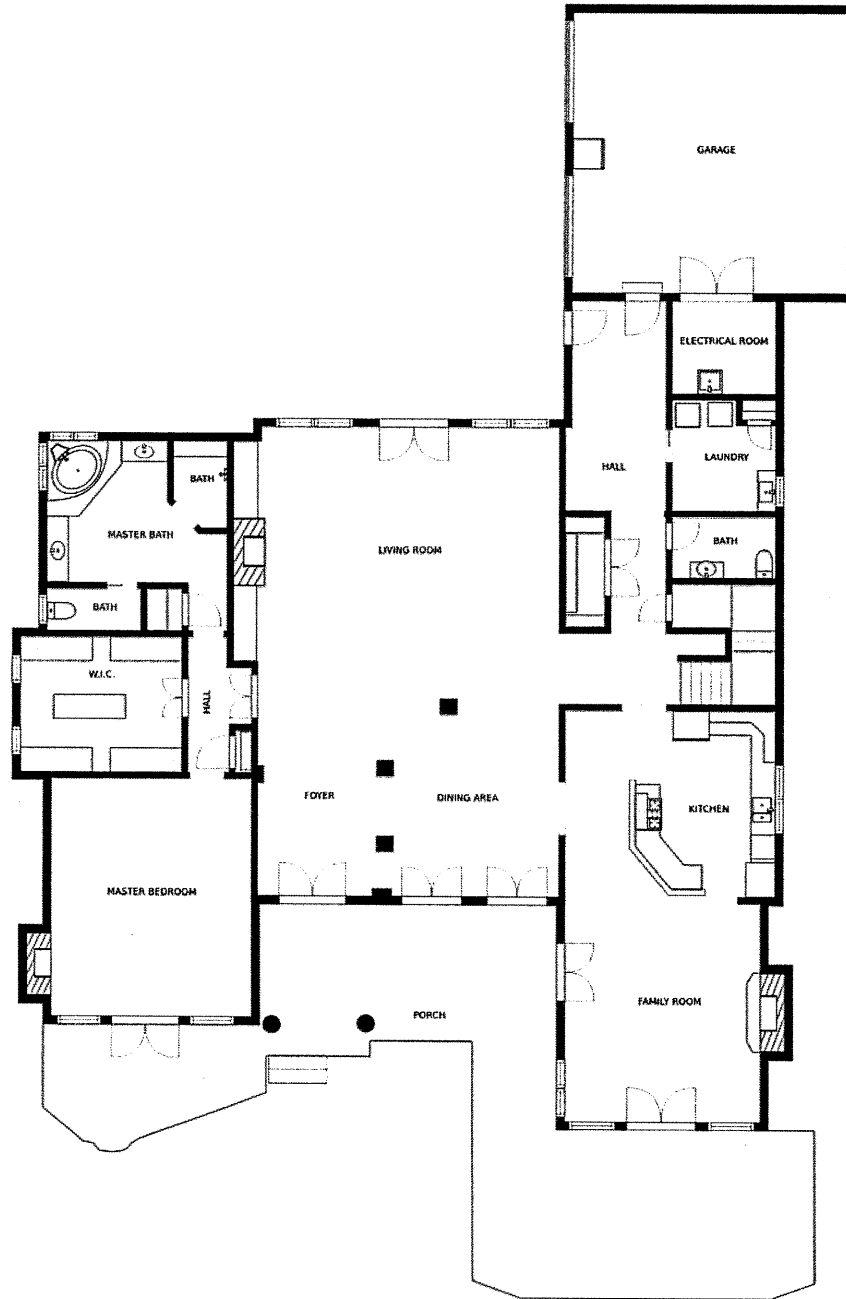 GARAGE
ELECTRICAL ROOM
LAUNDRY
HALL
BATH
BATH
MASTER BATH
LIVING ROOM
BATH
W.I.C.
HALL
FOYER
DINING AREA
KITCHEN
MASTER BEDROOM
FAMILY ROOM
PORCH